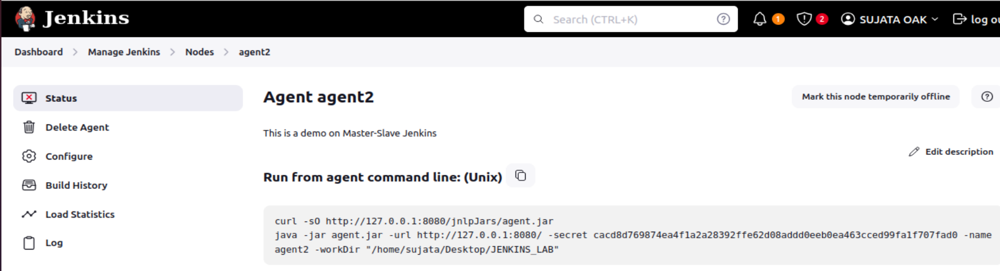 Jenkins
Search (CTRL+K)
1
2
SUJATA OAK
log ou
Dashboard > Manage Jenkins > Nodes > agent2
Status
Delete Agent
Configure
Build History
Load Statistics
Log
Agent agent2
Mark this node temporarily offline
This is a demo on Master-Slave Jenkins
Edit description
Run from agent command line: (Unix)
curl -sO http://127.0.0.1:8080/jnlpJars/agent.jar
java -jar agent.jar -url http://127.0.0.1:8080/ -secret cacd8d769874ea4f1a2a28392ffe62d08addd0eeb0ea463cced99fa1f707fad0 -name
agent2 -workDir "/home/sujata/Desktop/JENKINS_LAB"